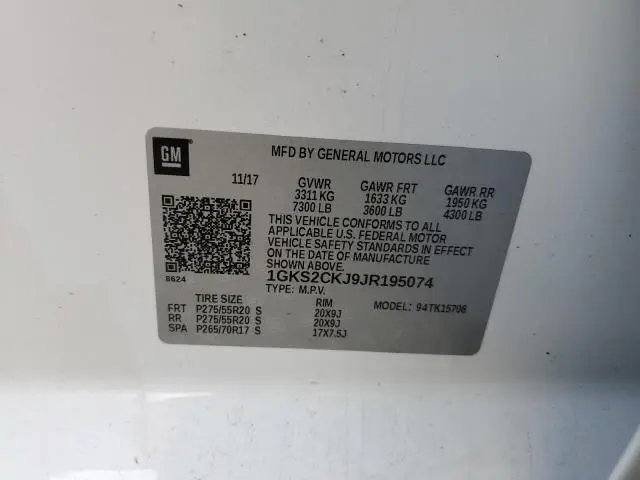 GM
MFD BY GENERAL MOTORS LLC
11/17 GVWR GAWR FRT GAWR RR
3311 KG 1633 KG 1950 KG
7300 LB 3600 LB 4300 LB
THIS VEHICLE CONFORMS TO ALL
APPLICABLE U.S. FEDERAL MOTOR
VEHICLE SAFETY STANDARDS IN EFFECT
ON THE DATE OF MANUFACTURE
SHOWN ABOVE.
8624
1GKS2CKJ9JR195074
TYPE: M.P.V.
TIRE SIZE RIM MODEL: 94TK15706
FRT P275/55R20 S 20X9J
RR P275/55R20 S 20X9J
SPA P265/70R17 S 17X7.5J